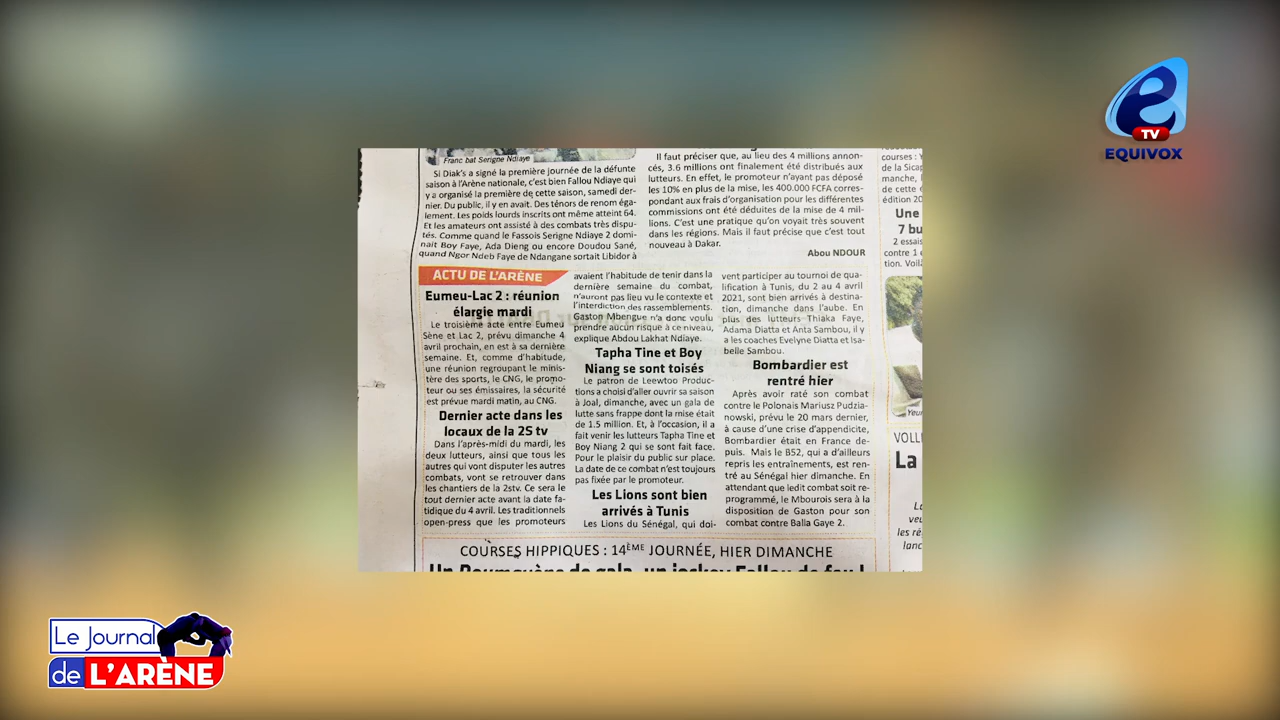 e
TV
EQUIVOX
Franc bat Serigne Ndiaye
Si Diak's a signé la première journée de la défunte
saison à l'Arène nationale, c'est bien Fallou Ndiaye qui
y a organisé la première de cette saison, samedi der-
nier. Du public, il y en avait. Des ténors de renom éga-
lement. Les poids lourds inscrits ont même atteint 64.
Et les amateurs ont assisté à des combats très dispu-
tés. Comme quand le Fassois Serigne Ndiaye 2 domi-
nait Boy Faye, Ada Dieng ou encore Doudou Sané,
quand Ngor Ndeb Faye de Ndangane sortait Libidor à
Il faut préciser que, au lieu des 4 millions annon-
cés, 3.6 millions ont finalement été distribués aux
lutteurs. En effet, le promoteur n'ayant pas déposé
les 10% en plus de la mise, les 400.000 FCFA corres-
pondant aux frais d'organisation pour les différentes
commissions ont été déduites de la mise de 4 mil-
lions. C'est une pratique qu'on voyait très souvent
dans les régions. Mais il faut précise que c'est tout
nouveau à Dakar.
Abou NDOUR
courses : Y
de la Sicap
manche, l
de cette é
édition 20
Une
7 bu
2 essais
contre 1 e
tion. Voilà
ACTU DE L'ARÈNE
Eumeu-Lac 2 : réunion
élargie mardi
Le troisième acte entre Eumeu
Sène et Lac 2, prévu dimanche 4
avril prochain, en est à sa dernière
semaine. Et, comme d'habitude,
une réunion regroupant le minis-
tère des sports, le CNG, le promo-
teur ou ses émissaires, la sécurité
est prévue mardi matin, au CNG.
Dernier acte dans les
locaux de la 2S tv
Dans l'après-midi du mardi, les
deux lutteurs, ainsi que tous les
autres qui vont disputer les autres
combats, vont se retrouver dans
les chantiers de la 2stv. Ce sera le
tout dernier acte avant la date fa-
tidique du 4 avril. Les traditionnels
open-press que les promoteurs
avaient l'habitude de tenir dans la
dernière semaine du combat,
n'auront pas lieu vu le contexte et
l'interdiction des rassemblements.
Gaston Mbengue n'a donc voulu
prendre aucun risque à ce niveau,
explique Abdou Lakhat Ndiaye.
Tapha Tine et Boy
Niang se sont toisés
Le patron de Leewtoo Produc-
tions a choisi d'aller ouvrir sa saison
à Joal, dimanche, avec un gala de
lutte sans frappe dont la mise était
de 1.5 million. Et, à l'occasion, il a
fait venir les lutteurs Tapha Tine et
Boy Niang 2 qui se sont fait face.
Pour le plaisir du public sur place.
La date de ce combat n'est toujours
pas fixée par le promoteur.
Les Lions sont bien
arrivés à Tunis
Les Lions du Sénégal, qui doi-
vent participer au tournoi de qua-
lification à Tunis, du 2 au 4 avril
2021, sont bien arrivés à destina-
tion, dimanche dans l'aube. En
plus des lutteurs Thiaka Faye,
Adama Diatta et Anta Sambou, il y
a les coaches Evelyne Diatta et Isa-
belle Sambou.
Bombardier est
rentré hier
Après avoir raté son combat
contre le Polonais Mariusz Pudzia-
nowski, prévu le 20 mars dernier,
à cause d'une crise d'appendicite,
Bombardier était en France de-
puis. Mais le B52, qui a d'ailleurs
repris les entraînements, est ren-
tré au Sénégal hier dimanche. En
attendant que ledit combat soit re-
programmé, le Mbourois sera à la
disposition de Gaston pour son
combat contre Balla Gaye 2.
Yeur
VOLL
La
La
veu
les ré
lanc
COURSES HIPPIQUES : 14ÈME JOURNÉE, HIER DIMANCHE
Le Journal
de L'ARÈNE